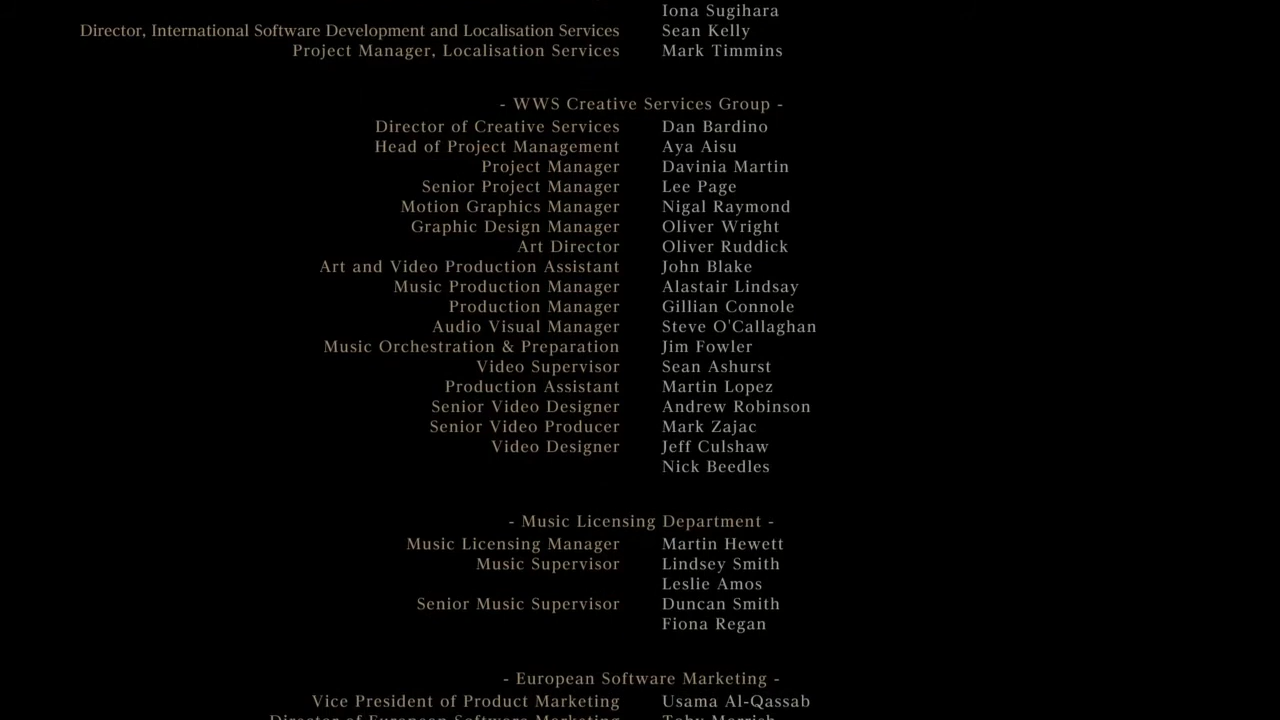 Iona Sugihara
Director, International Software Development and Localisation Services Sean Kelly
Project Manager, Localisation Services Mark Timmins
- WWS Creative Services Group -
Director of Creative Services Dan Bardino
Head of Project Management Aya Aisu
Project Manager Davinia Martin
Senior Project Manager Lee Page
Motion Graphics Manager Nigal Raymond
Graphic Design Manager Oliver Wright
Art Director Oliver Ruddick
Art and Video Production Assistant John Blake
Music Production Manager Alastair Lindsay
Production Manager Gillian Connole
Audio Visual Manager Steve O'Callaghan
Music Orchestration & Preparation Jim Fowler
Video Supervisor Sean Ashurst
Production Assistant Martin Lopez
Senior Video Designer Andrew Robinson
Senior Video Producer Mark Zajac
Video Designer Jeff Culshaw
Nick Beedles
- Music Licensing Department -
Music Licensing Manager Martin Hewett
Music Supervisor Lindsey Smith
Leslie Amos
Senior Music Supervisor Duncan Smith
Fiona Regan
- European Software Marketing -
Vice President of Product Marketing Usama Al-Qassab
Director of European Software Marketing Toby